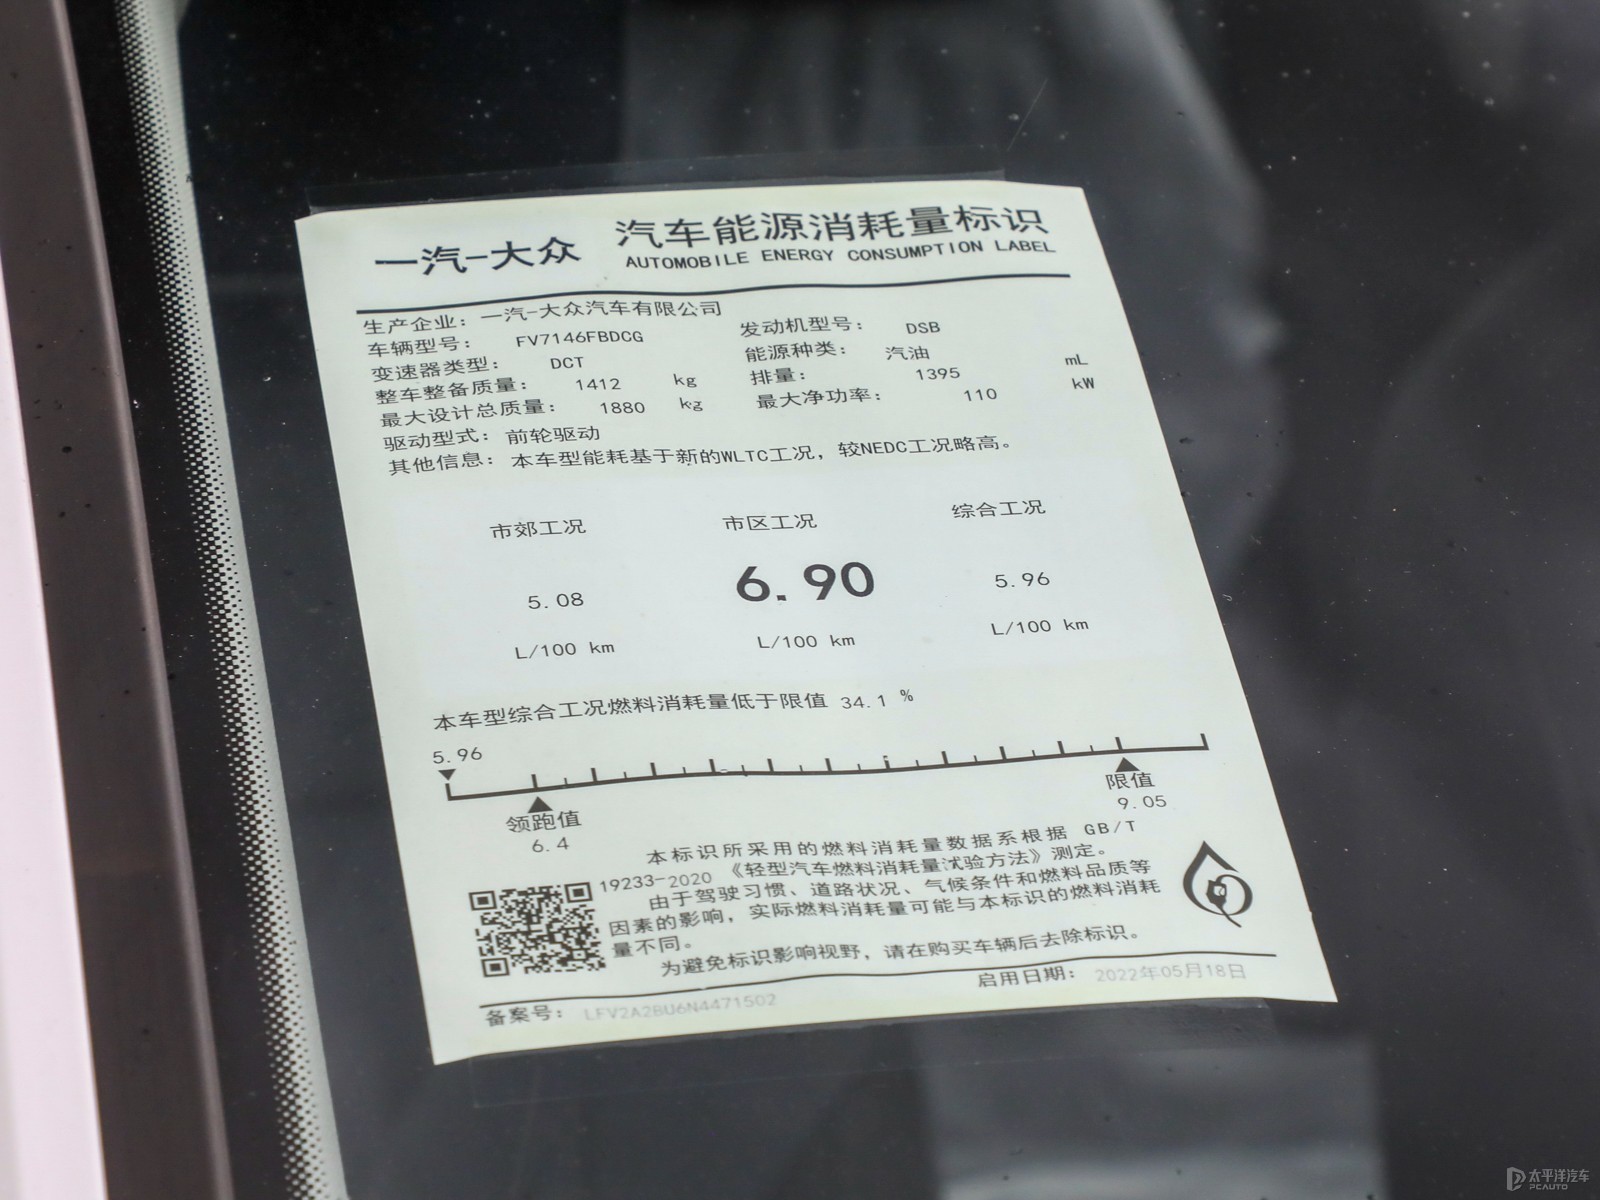 一汽-大众 汽车能源消耗量标识
AUTOMOBILE ENERGY CONSUMPTION LABEL
生产企业：一汽-大众汽车有限公司
车辆型号： FV7146FBDCG 发动机型号： DSB
变速器类型： DCT 能源种类： 汽油
整车整备质量： 1412 kg 排量： 1395 mL
最大设计总质量： 1880 kg 最大净功率： 110 kW
驱动型式：前轮驱动
其他信息：本车型能耗基于新的WLTC工况，较NEDC工况略高。
市郊工况 市区工况 综合工况
5.08 6.90 5.96
L/100 km L/100 km L/100 km
本车型综合工况燃料消耗量低于限值 34.1 %
5.96
领跑值 限值
6.4 9.05
本标识所采用的燃料消耗量数据系根据 GB/T
19233-2020《轻型汽车燃料消耗量试验方法》测定。
由于驾驶习惯、道路状况、气候条件和燃料品质等
因素的影响，实际燃料消耗量可能与本标识的燃料消耗
量不同。
为避免标识影响视野，请在购买车辆后去除标识。
备案号： LFV2A2BU6N4471502 启用日期： 2022年05月18日
太平洋汽车
PCAUTO